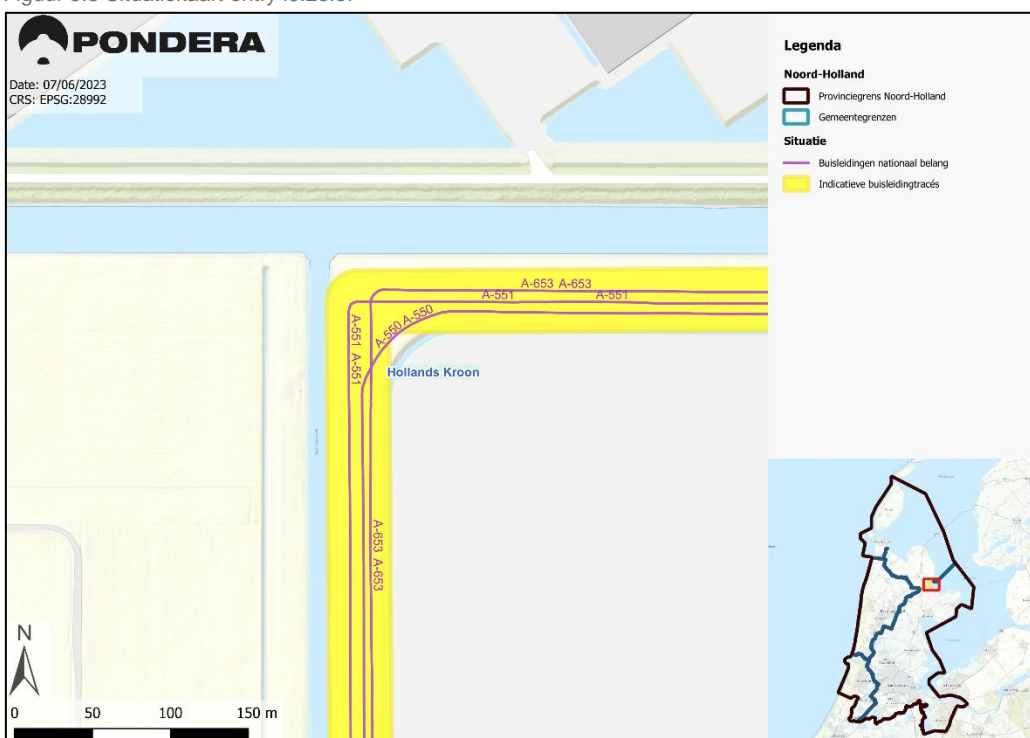 PONDERA
Date: 07/06/2023
CRS: EPSG:28992
Legenda
Noord-Holland
Provinciegrens Noord-Holland
Gemeentegrenzen
Situatie
Buisleidingen nationaal belang
Indicatieve buisleidingtracés
A-653 A-653
A-551 A-551
A-550 A-550
A-551 A-551
Hollands Kroon
A-653 A-653
N
0 50 100 150 m